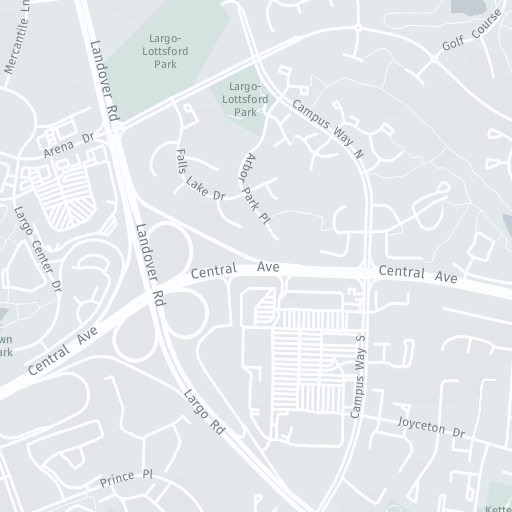 Mercantile Ln
Golf Course
Largo-
Lottsford
Park
Landover Rd
Largo-
Lottsford
Park
Campus Way N
Arena Dr
Falls Lake Dr
Arbor Park Pl
Largo Center Dr
Landover Rd
Central Ave
Central Ave
Central Ave
Campus Way S
Largo Rd
Joyceton Dr
Prince Pl